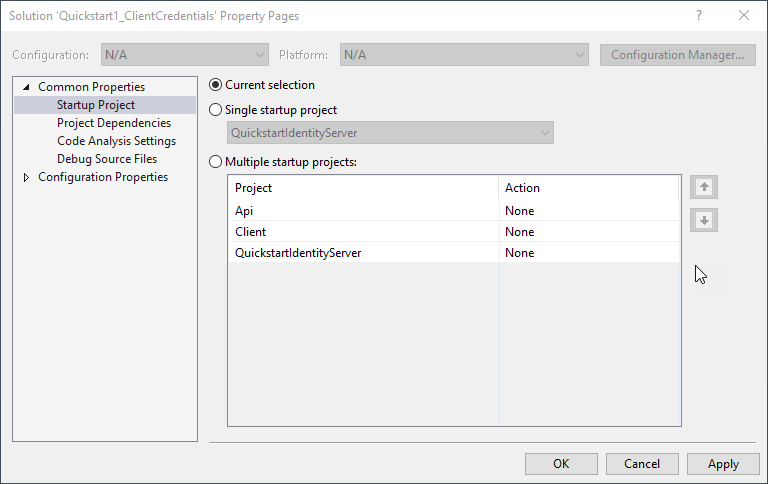 Solution 'Quickstart1_ClientCredentials' Property Pages
Configuration: N/A Platform: N/A Configuration Manager...
Common Properties
Startup Project
Project Dependencies
Code Analysis Settings
Debug Source Files
Configuration Properties
Current selection
Single startup project
QuickstartIdentityServer
Multiple startup projects:
Project Action
Api None
Client None
QuickstartIdentityServer None
OK Cancel Apply